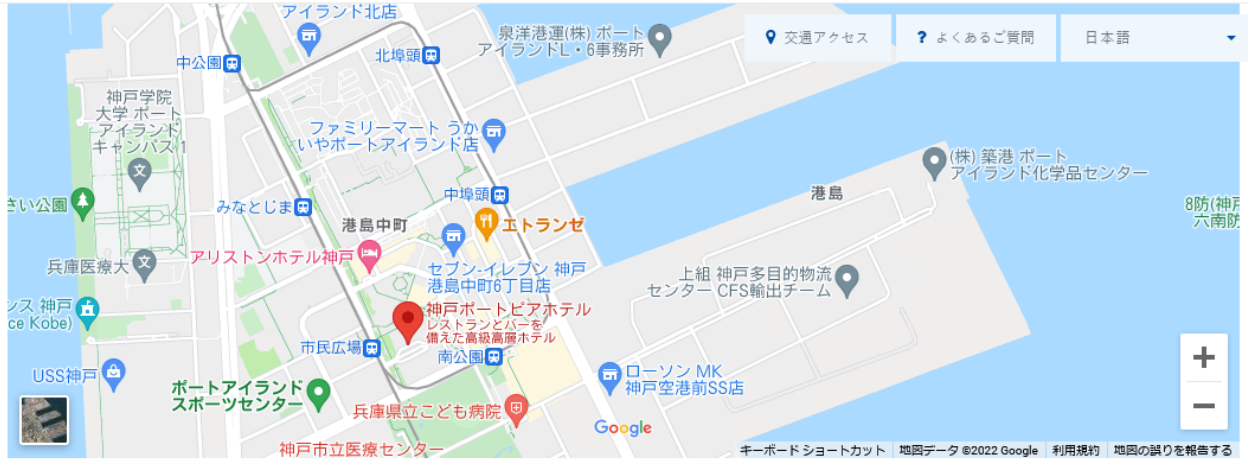 アイランド北店
泉洋港運(株) ポート
アイランドL・6事務所
交通アクセス
? よくあるご質問
日本語
中公園
北埠頭
神戸学院
大学 ポート
アイランド
キャンパス 1
ファミリーマート うか
いやポートアイランド店
(株) 築港 ポート
アイランド化学品センター
中埠頭
港島
さい公園
みなとじま
8防(神戸
六南防
港島中町
エトランゼ
アリストンホテル神戸
兵庫医療大
セブン-イレブン 神戸
港島中町6丁目店
上組 神戸多目的物流
センター CFS輸出チーム
ンス 神戸
ce Kobe)
神戸ポートピアホテル
レストランとバーを
備えた高級高層ホテル
市民広場
南公園
USS神戸
ローソン MK
神戸空港前SS店
ポートアイランド
スポーツセンター
兵庫県立こども病院
Google
神戸市立医療センター
キーボード ショートカット
地図データ ©2022 Google
利用規約
地図の誤りを報告する